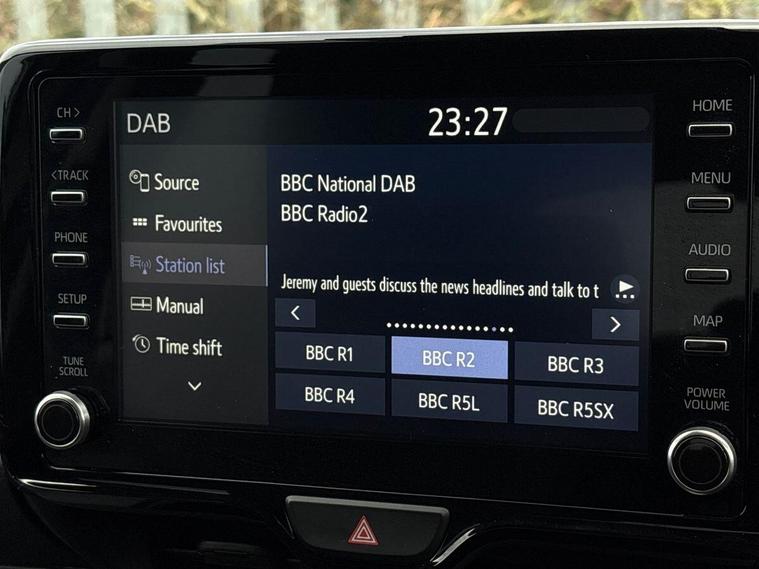 CH >
<TRACK
PHONE
SETUP
TUNE
SCROLL
DAB
23:27
Source
Favourites
Station list
Manual
Time shift
BBC National DAB
BBC Radio2
Jeremy and guests discuss the news headlines and talk to t
BBC R1
BBC R2
BBC R3
BBC R4
BBC R5L
BBC R5SX
HOME
MENU
AUDIO
MAP
POWER
VOLUME